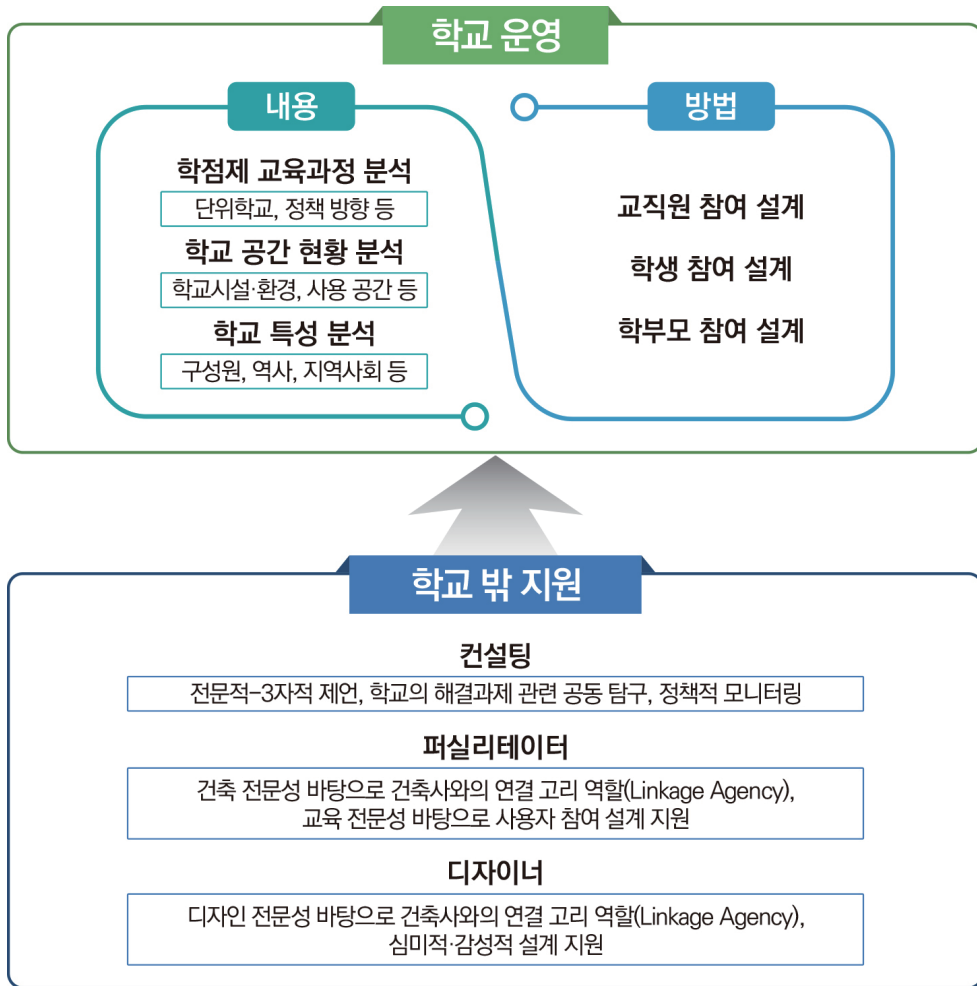 학교 운영
내용
학점제 교육과정 분석
단위학교, 정책 방향 등
학교 공간 현황 분석
학교시설·환경, 사용 공간 등
학교 특성 분석
구성원, 역사, 지역사회 등
방법
교직원 참여 설계
학생 참여 설계
학부모 참여 설계
학교 밖 지원
컨설팅
전문적-3자적 제언, 학교의 해결과제 관련 공동 탐구, 정책적 모니터링
퍼실리테이터
건축 전문성 바탕으로 건축사와의 연결 고리 역할(Linkage Agency),
교육 전문성 바탕으로 사용자 참여 설계 지원
디자이너
디자인 전문성 바탕으로 건축사와의 연결 고리 역할(Linkage Agency),
심미적·감성적 설계 지원